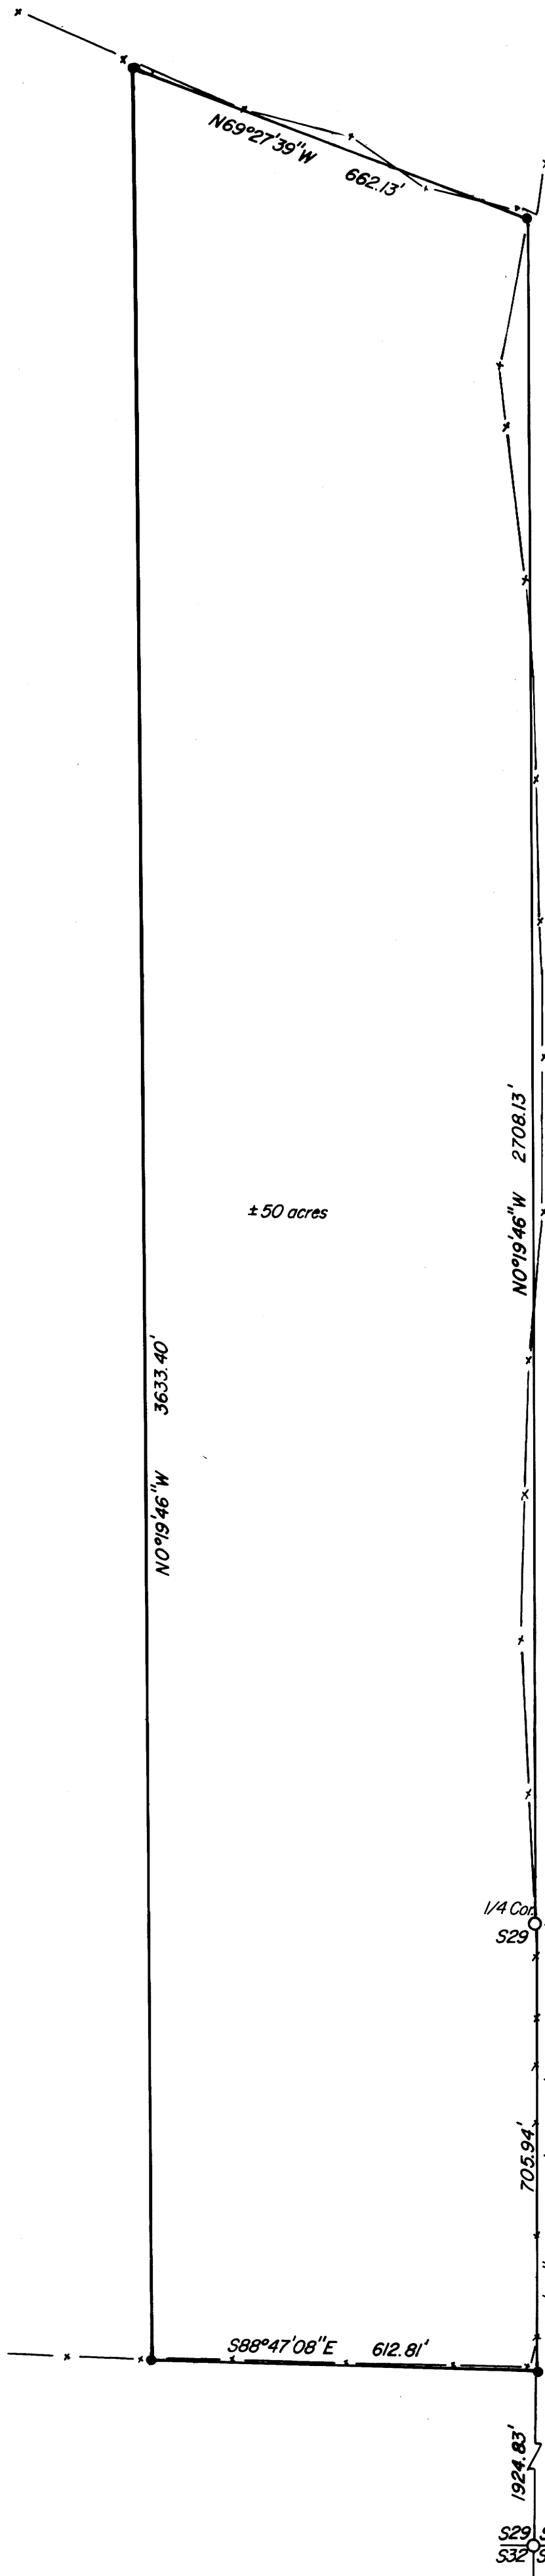 N69°27'39"W 662.13'
N0°19'46"W 2708.13'
±50 acres
N0°19'46"W 3633.40'
1/4 Cor.
S29
705.94'
S88°47'08"E 612.81'
1924.83'
S29
S32